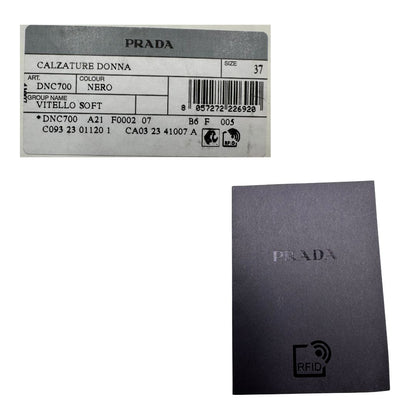 PRADA
CALZATURE DONNA
SIZE
37
ART.
COLOUR
DNC700
NERO
GROUP NAME
VITELLO SOFT
8 057272 226920
*DNC700 A21 F0002 07 B6 F 005
C093 23 01120 1 CA03 23 41007 A
PRADA
RFID